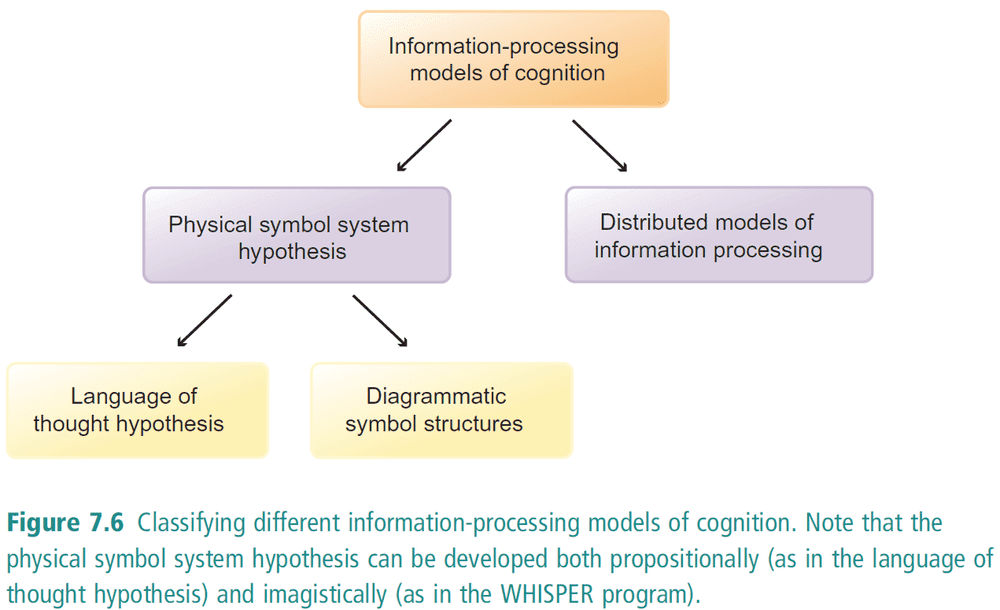 Information-processing
models of cognition
Physical symbol system
hypothesis
Distributed models of
information processing
Language of
thought hypothesis
Diagrammatic
symbol structures
Figure 7.6 Classifying different information-processing models of cognition. Note that the
physical symbol system hypothesis can be developed both propositionally (as in the language of
thought hypothesis) and imagistically (as in the WHISPER program).